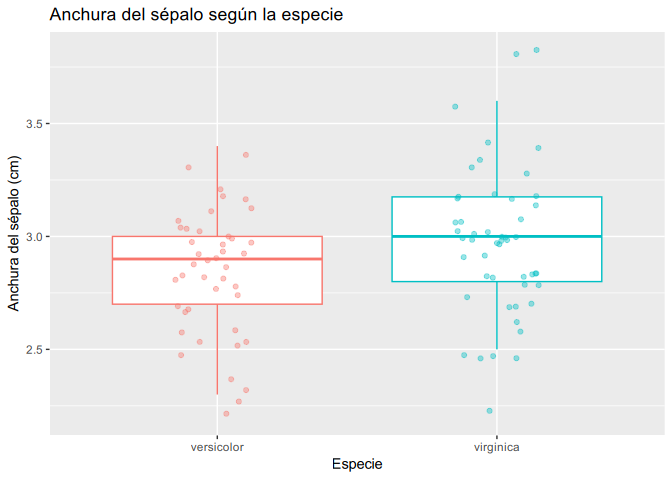 Anchura del sépalo según la especie
Anchura del sépalo (cm)
3.5
3.0
2.5
versicolor
virginica
Especie